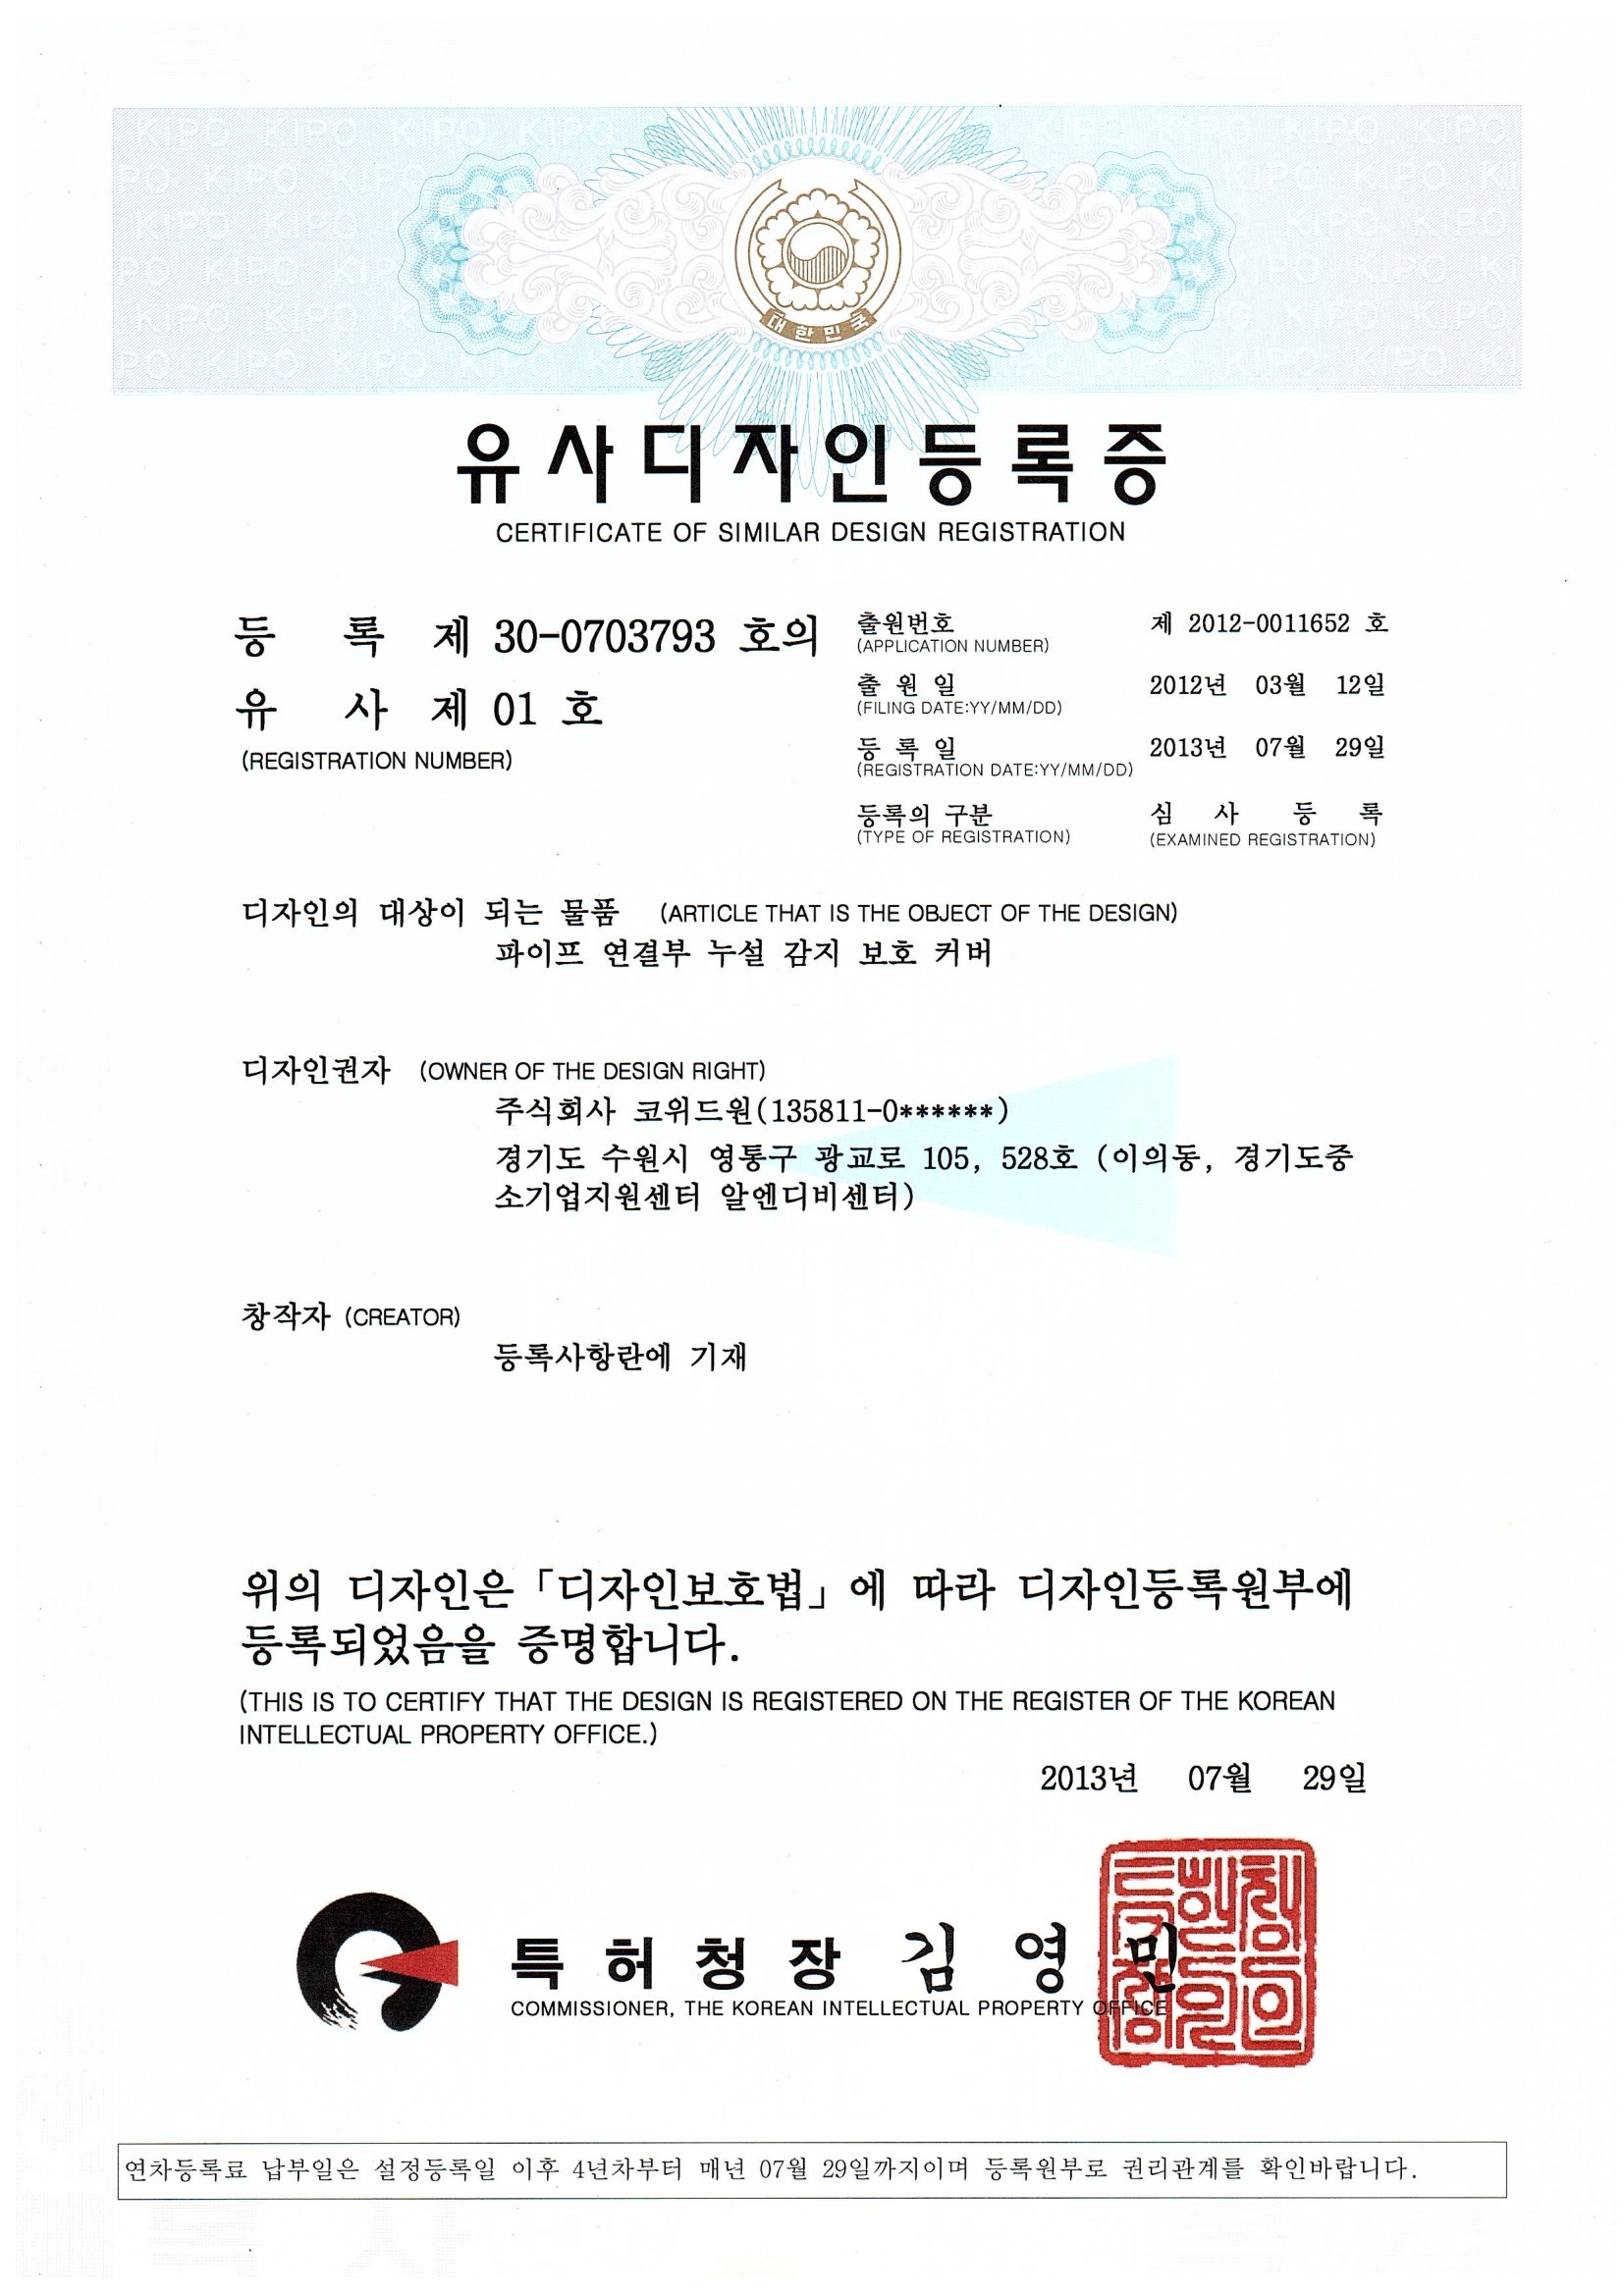 대한민국
유사디자인등록증
CERTIFICATE OF SIMILAR DESIGN REGISTRATION
등 록 제 30-0703793 호의
유 사 제 01 호
(REGISTRATION NUMBER)
출원번호 제 2012-0011652 호
(APPLICATION NUMBER)
출 원 일 2012년 03월 12일
(FILING DATE:YY/MM/DD)
등 록 일 2013년 07월 29일
(REGISTRATION DATE:YY/MM/DD)
등록의 구분 심 사 등 록
(TYPE OF REGISTRATION) (EXAMINED REGISTRATION)
디자인의 대상이 되는 물품 (ARTICLE THAT IS THE OBJECT OF THE DESIGN)
파이프 연결부 누설 감지 보호 커버
디자인권자 (OWNER OF THE DESIGN RIGHT)
주식회사 코위드원(135811-0******)
경기도 수원시 영통구 광교로 105, 528호 (이의동, 경기도중
소기업지원센터 알엔디비센터)
창작자 (CREATOR)
등록사항란에 기재
위의 디자인은 「디자인보호법」에 따라 디자인등록원부에
등록되었음을 증명합니다.
(THIS IS TO CERTIFY THAT THE DESIGN IS REGISTERED ON THE REGISTER OF THE KOREAN
INTELLECTUAL PROPERTY OFFICE.)
2013년 07월 29일
특허청장 김영민
COMMISSIONER, THE KOREAN INTELLECTUAL PROPERTY OFFICE
연차등록료 납부일은 설정등록일 이후 4년차부터 매년 07월 29일까지이며 등록원부로 권리관계를 확인바랍니다.